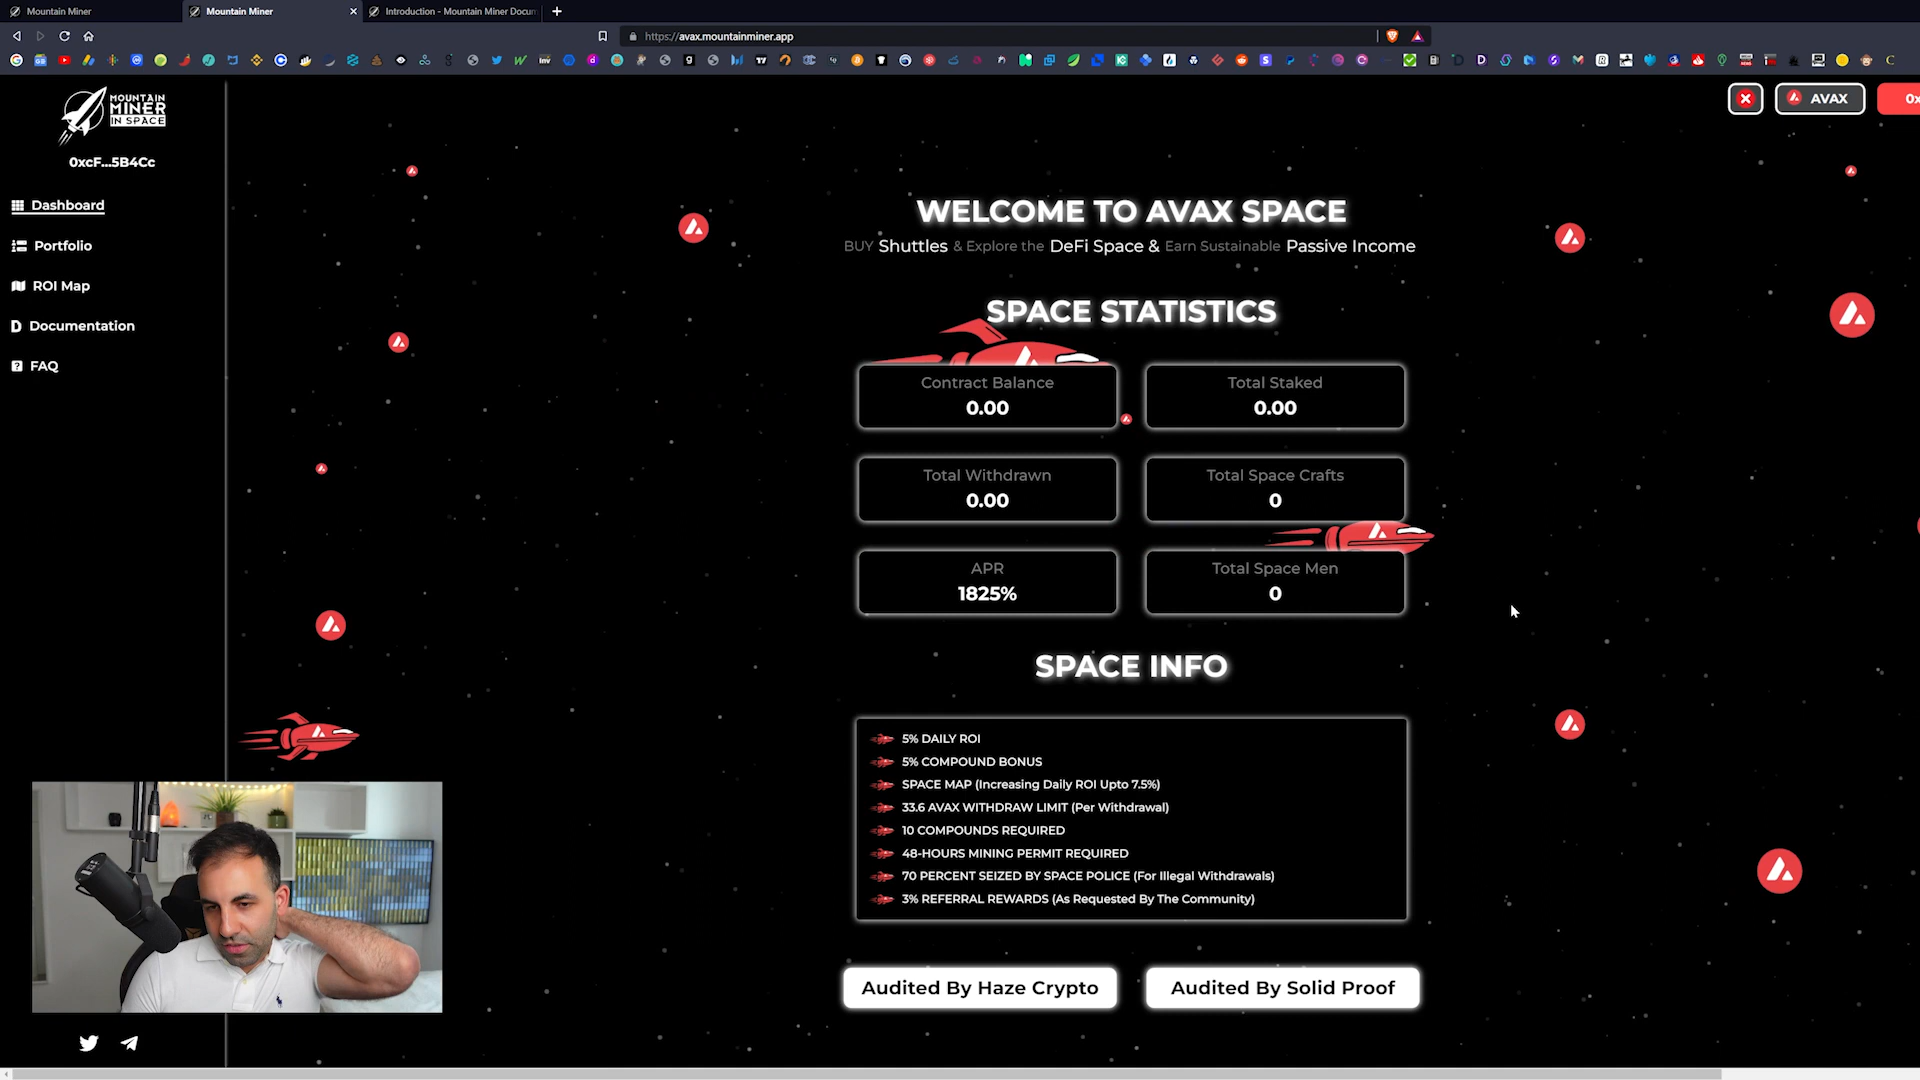 Mountain Miner
Mountain Miner
Introduction - Mountain Miner Docum
https://avax.mountainminer.app
MOUNTAIN
MINER
IN SPACE
0xcF...5B4Cc
Dashboard
Portfolio
ROI Map
Documentation
FAQ
AVAX
0x
WELCOME TO AVAX SPACE
BUY Shuttles & Explore the DeFi Space & Earn Sustainable Passive Income
SPACE STATISTICS
Contract Balance
0.00
Total Staked
0.00
Total Withdrawn
0.00
Total Space Crafts
0
APR
1825%
Total Space Men
0
SPACE INFO
5% DAILY ROI
5% COMPOUND BONUS
SPACE MAP (Increasing Daily ROI Upto 7.5%)
33.6 AVAX WITHDRAW LIMIT (Per Withdrawal)
10 COMPOUNDS REQUIRED
48-HOURS MINING PERMIT REQUIRED
70 PERCENT SEIZED BY SPACE POLICE (For Illegal Withdrawals)
3% REFERRAL REWARDS (As Requested By The Community)
Audited By Haze Crypto
Audited By Solid Proof